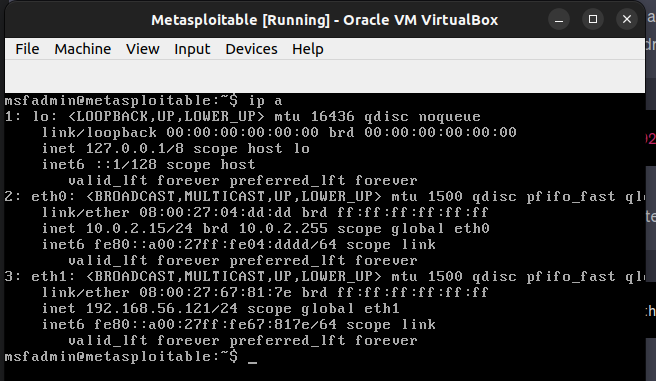 Metasploitable [Running] - Oracle VM VirtualBox
File Machine View Input Devices Help
msfadmin@metasploitable:~$ ip a
1: lo: <LOOPBACK,UP,LOWER_UP> mtu 16436 qdisc noqueue
    link/loopback 00:00:00:00:00:00 brd 00:00:00:00:00:00
    inet 127.0.0.1/8 scope host lo
    inet6 ::1/128 scope host
       valid_lft forever preferred_lft forever
2: eth0: <BROADCAST,MULTICAST,UP,LOWER_UP> mtu 1500 qdisc pfifo_fast qlen
    link/ether 08:00:27:04:dd:dd brd ff:ff:ff:ff:ff:ff
    inet 10.0.2.15/24 brd 10.0.2.255 scope global eth0
    inet6 fe80::a00:27ff:fe04:dddd/64 scope link
       valid_lft forever preferred_lft forever
3: eth1: <BROADCAST,MULTICAST,UP,LOWER_UP> mtu 1500 qdisc pfifo_fast qlen
    link/ether 08:00:27:67:81:7e brd ff:ff:ff:ff:ff:ff
    inet 192.168.56.121/24 scope global eth1
    inet6 fe80::a00:27ff:fe67:817e/64 scope link
       valid_lft forever preferred_lft forever
msfadmin@metasploitable:~$ _